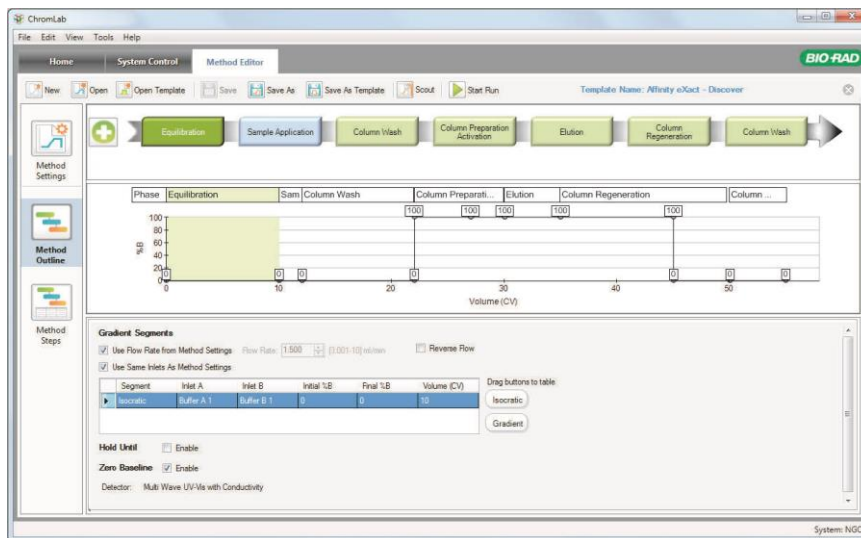 ChromLab
File Edit View Tools Help
Home System Control Method Editor
BIO-RAD
New Open Open Template Save Save As Save As Template Scout Start Run Template Name: Affinity eXact - Discover
Equilibration Sample Application Column Wash Column Preparation Activation Elution Column Regeneration Column Wash
Method Settings
Method Outline
Method Steps
Phase Equilibration Sam Column Wash Column Preparati... Elution Column Regeneration Column ...
100 100 100 100 100
100
80
60
40
20
0
%B
0 0 0 0 0 0 0
0 10 20 30 40 50
Volume (CV)
Gradient Segments
Use Flow Rate from Method Settings Flow Rate: 1.500 [0.001-10] ml/min Reverse Flow
Use Same Inlets As Method Settings
Segment Inlet A Inlet B Initial %B Final %B Volume (CV) Drag buttons to table
Isocratic Buffer A 1 Buffer B 1 0 0 10 Isocratic
Gradient
Hold Until Enable
Zero Baseline Enable
Detector: Multi Wave UV-Vis with Conductivity
System: NGC